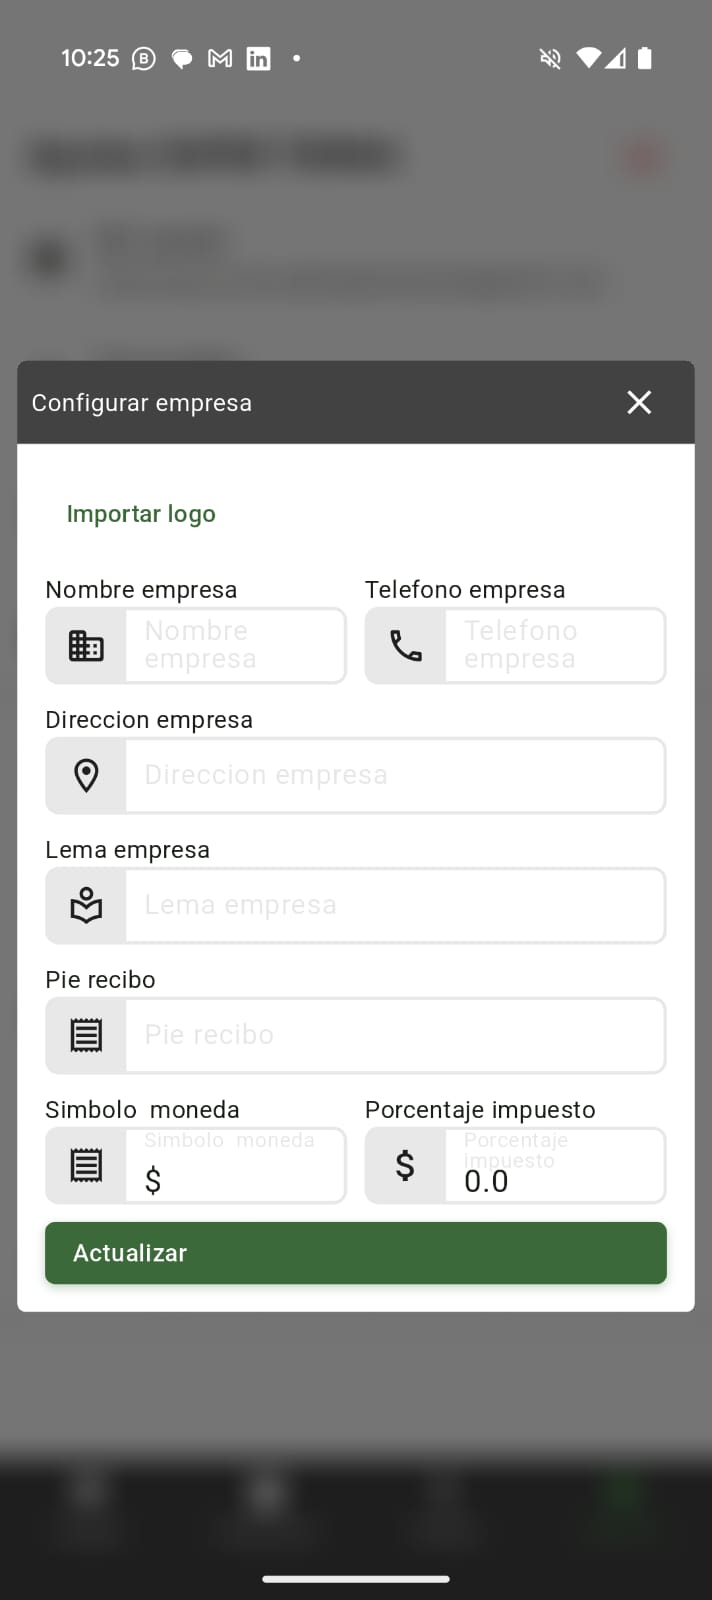 10:25
Configurar empresa
Importar logo
Nombre empresa
Telefono empresa
Nombre
empresa
Telefono
empresa
Direccion empresa
Direccion empresa
Lema empresa
Lema empresa
Pie recibo
Pie recibo
Simbolo  moneda
Porcentaje impuesto
Simbolo  moneda
$
$
Porcentaje
impuesto
0.0
Actualizar